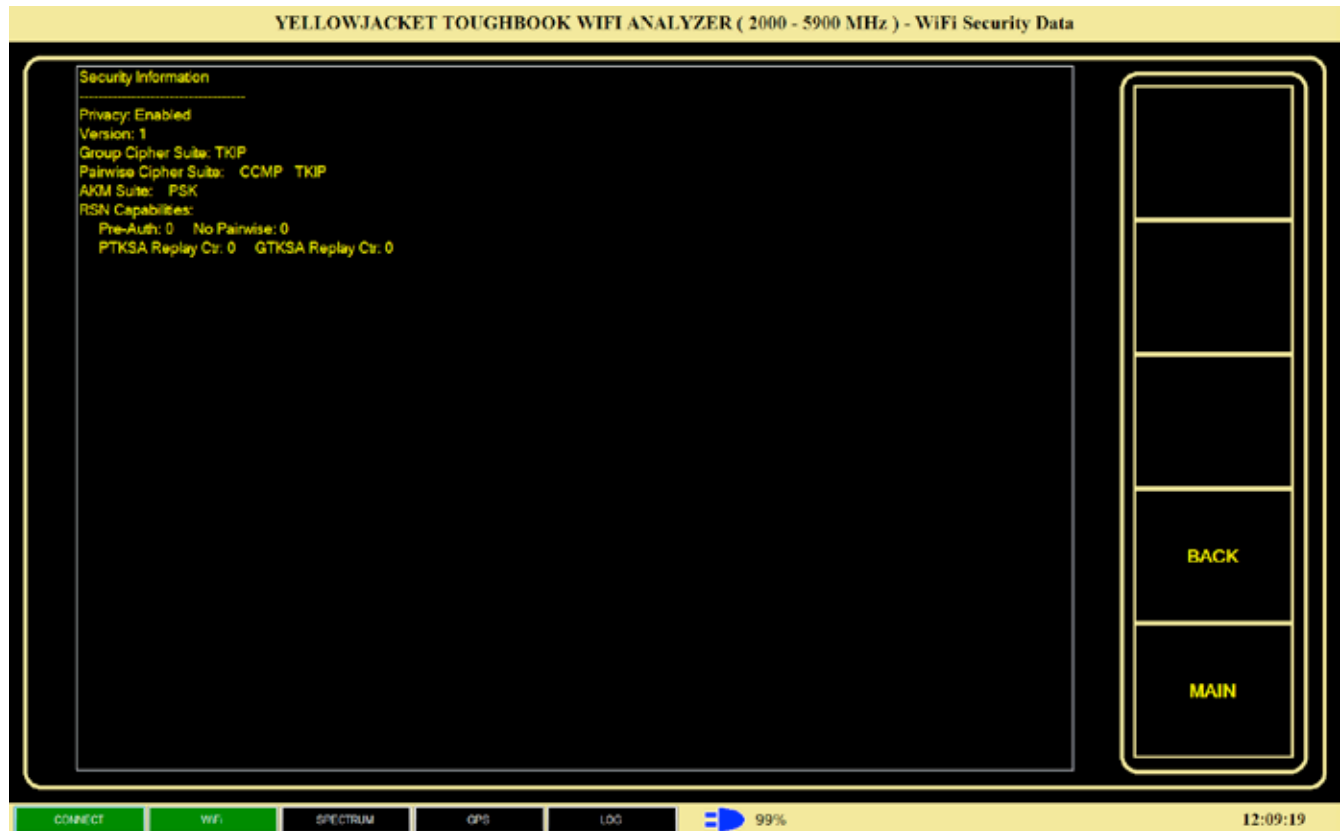 YELLOWJACKET TOUGHBOOK WIFI ANALYZER ( 2000 - 5900 MHz ) - WiFi Security Data
Security Information
--------------------------------------
Privacy: Enabled
Version: 1
Group Cipher Suite: TKIP
Pairwise Cipher Suite: CCMP TKIP
AKM Suite: PSK
RSN Capabilities:
Pre-Auth: 0 No Pairwise: 0
PTKSA Replay Ctr: 0 GTKSA Replay Ctr: 0
BACK
MAIN
CONNECT WiFi SPECTRUM GPS LOG 99% 12:09:19